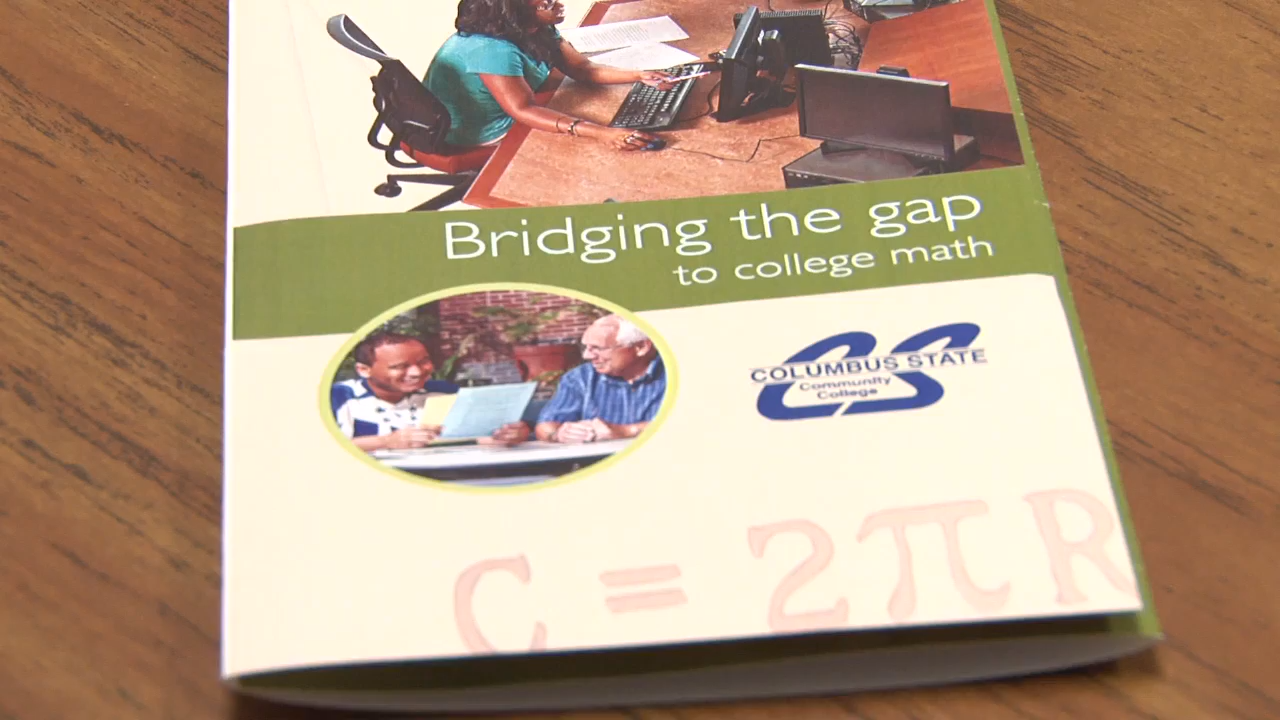 Bridging the gap
to college math
COLUMBUS STATE
Community
College
C = 2πR